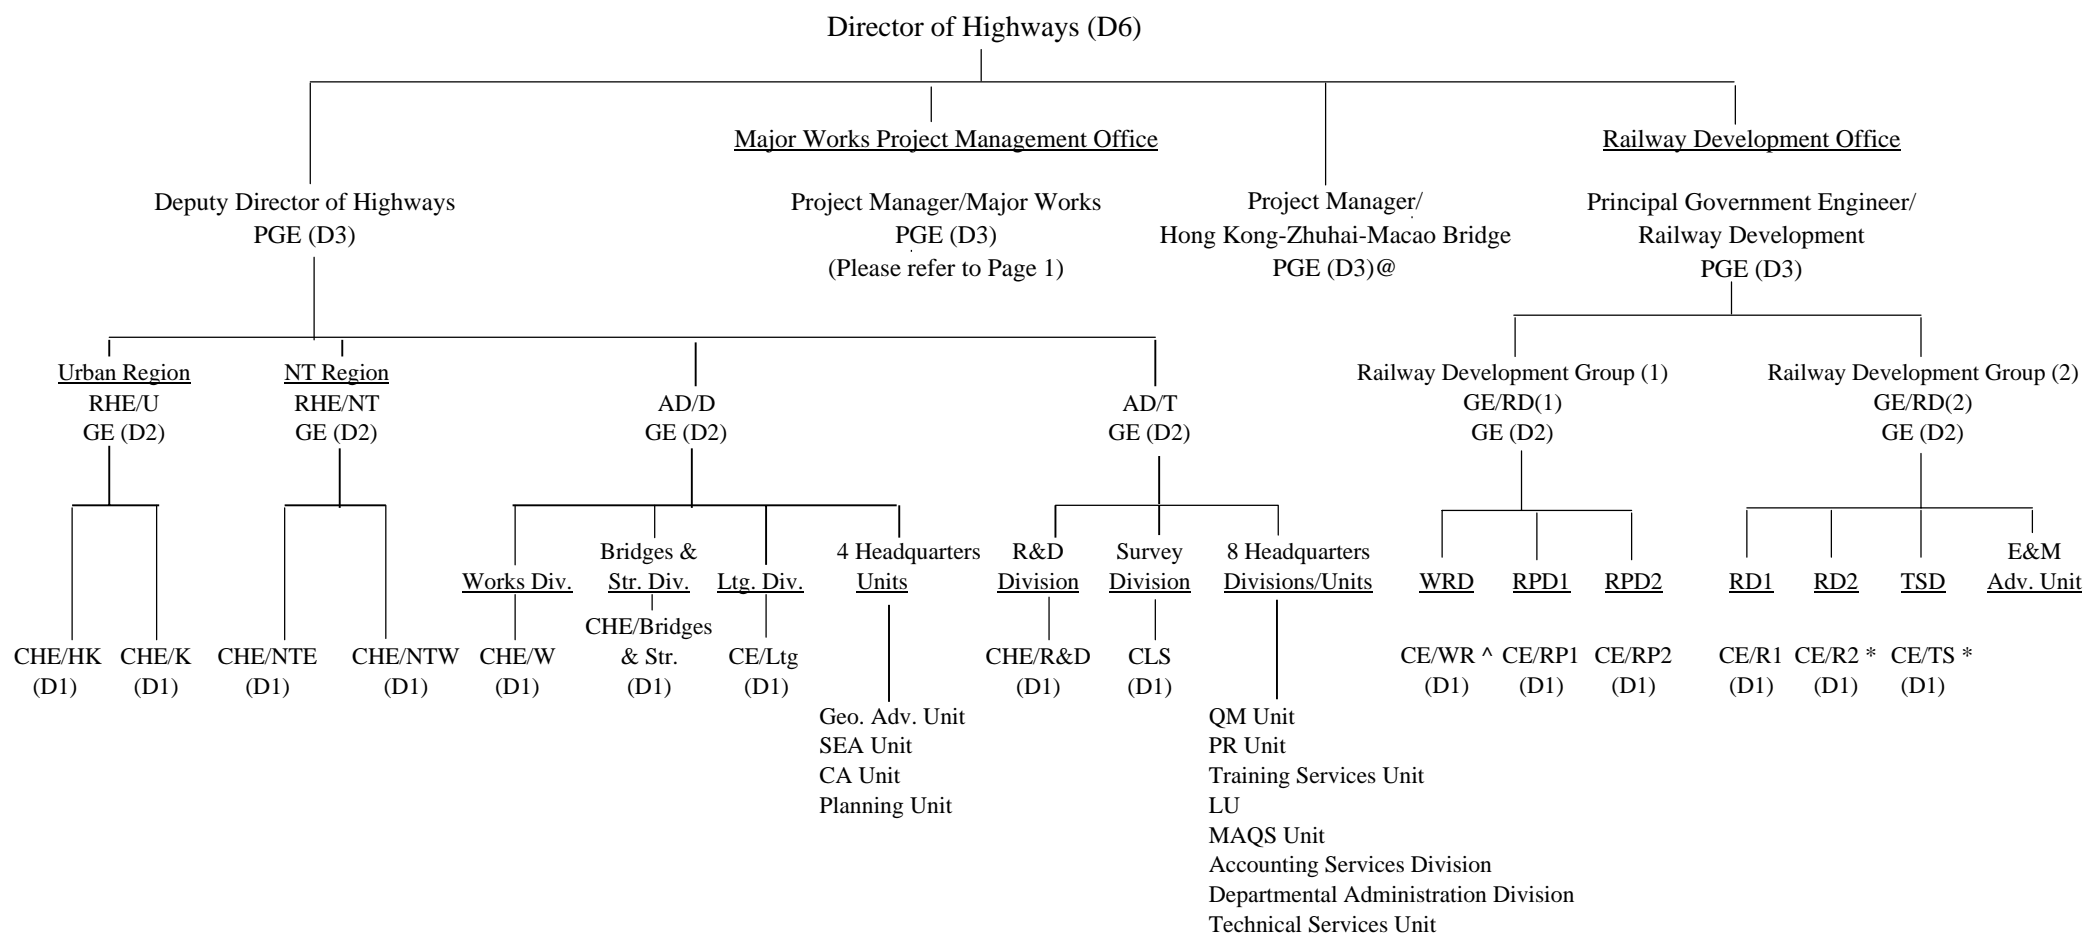 Director of Highways (D6)
Major Works Project Management Office
Railway Development Office
Deputy Director of Highways
PGE (D3)
Project Manager/Major Works
PGE (D3)
(Please refer to Page 1)
Project Manager/
Hong Kong-Zhuhai-Macao Bridge
PGE (D3)@
Principal Government Engineer/
Railway Development
PGE (D3)
Urban Region
RHE/U
GE (D2)
NT Region
RHE/NT
GE (D2)
AD/D
GE (D2)
AD/T
GE (D2)
Railway Development Group (1)
GE/RD(1)
GE (D2)
Railway Development Group (2)
GE/RD(2)
GE (D2)
CHE/HK
(D1)
CHE/K
(D1)
CHE/NTE
(D1)
CHE/NTW
(D1)
Works Div.
CHE/W
(D1)
Bridges &
Str. Div.
CHE/Bridges
& Str.
(D1)
Ltg. Div.
CE/Ltg
(D1)
4 Headquarters
Units
Geo. Adv. Unit
SEA Unit
CA Unit
Planning Unit
R&D
Division
CHE/R&D
(D1)
Survey
Division
CLS
(D1)
8 Headquarters
Divisions/Units
QM Unit
PR Unit
Training Services Unit
LU
MAQS Unit
Accounting Services Division
Departmental Administration Division
Technical Services Unit
WRD
CE/WR ^
(D1)
RPD1
CE/RP1
(D1)
RPD2
CE/RP2
(D1)
RD1
CE/R1
(D1)
RD2
CE/R2 *
(D1)
TSD
CE/TS *
(D1)
E&M
Adv. Unit